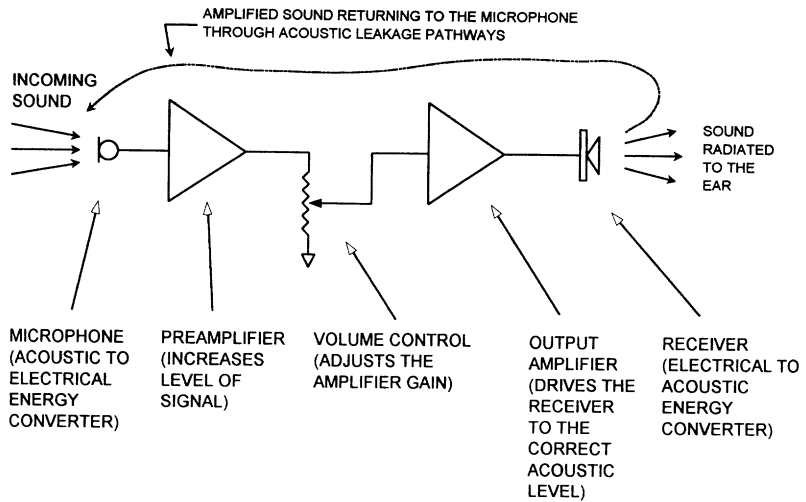 AMPLIFIED SOUND RETURNING TO THE MICROPHONE
THROUGH ACOUSTIC LEAKAGE PATHWAYS
INCOMING
SOUND
SOUND
RADIATED
TO THE
EAR
MICROPHONE
(ACOUSTIC TO
ELECTRICAL
ENERGY
CONVERTER)
PREAMPLIFIER
(INCREASES
LEVEL OF
SIGNAL)
VOLUME CONTROL
(ADJUSTS THE
AMPLIFIER GAIN)
OUTPUT
AMPLIFIER
(DRIVES THE
RECEIVER
TO THE
CORRECT
ACOUSTIC
LEVEL)
RECEIVER
(ELECTRICAL TO
ACOUSTIC
ENERGY
CONVERTER)